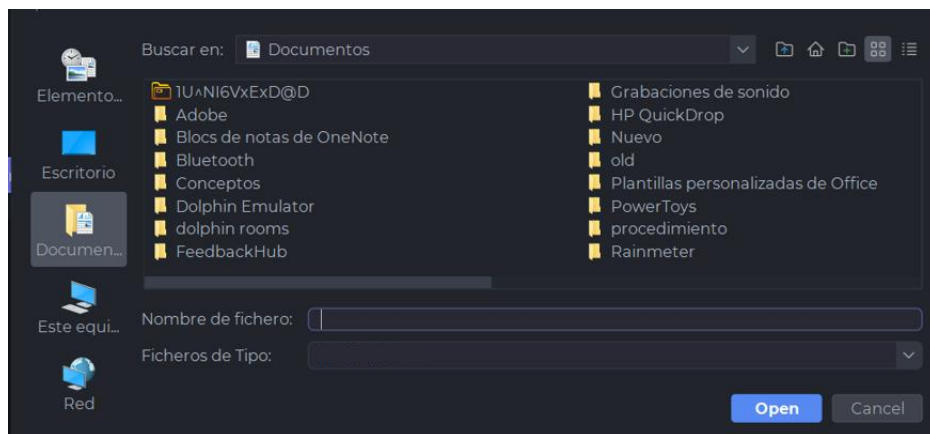 Buscar en: Documentos
Elemento...
Escritorio
Documen...
Este equi...
Red
1U^NI6VxExD@D
Adobe
Blocs de notas de OneNote
Bluetooth
Conceptos
Dolphin Emulator
dolphin rooms
FeedbackHub
Grabaciones de sonido
HP QuickDrop
Nuevo
old
Plantillas personalizadas de Office
PowerToys
procedimiento
Rainmeter
Nombre de fichero:
Ficheros de Tipo:
Open Cancel